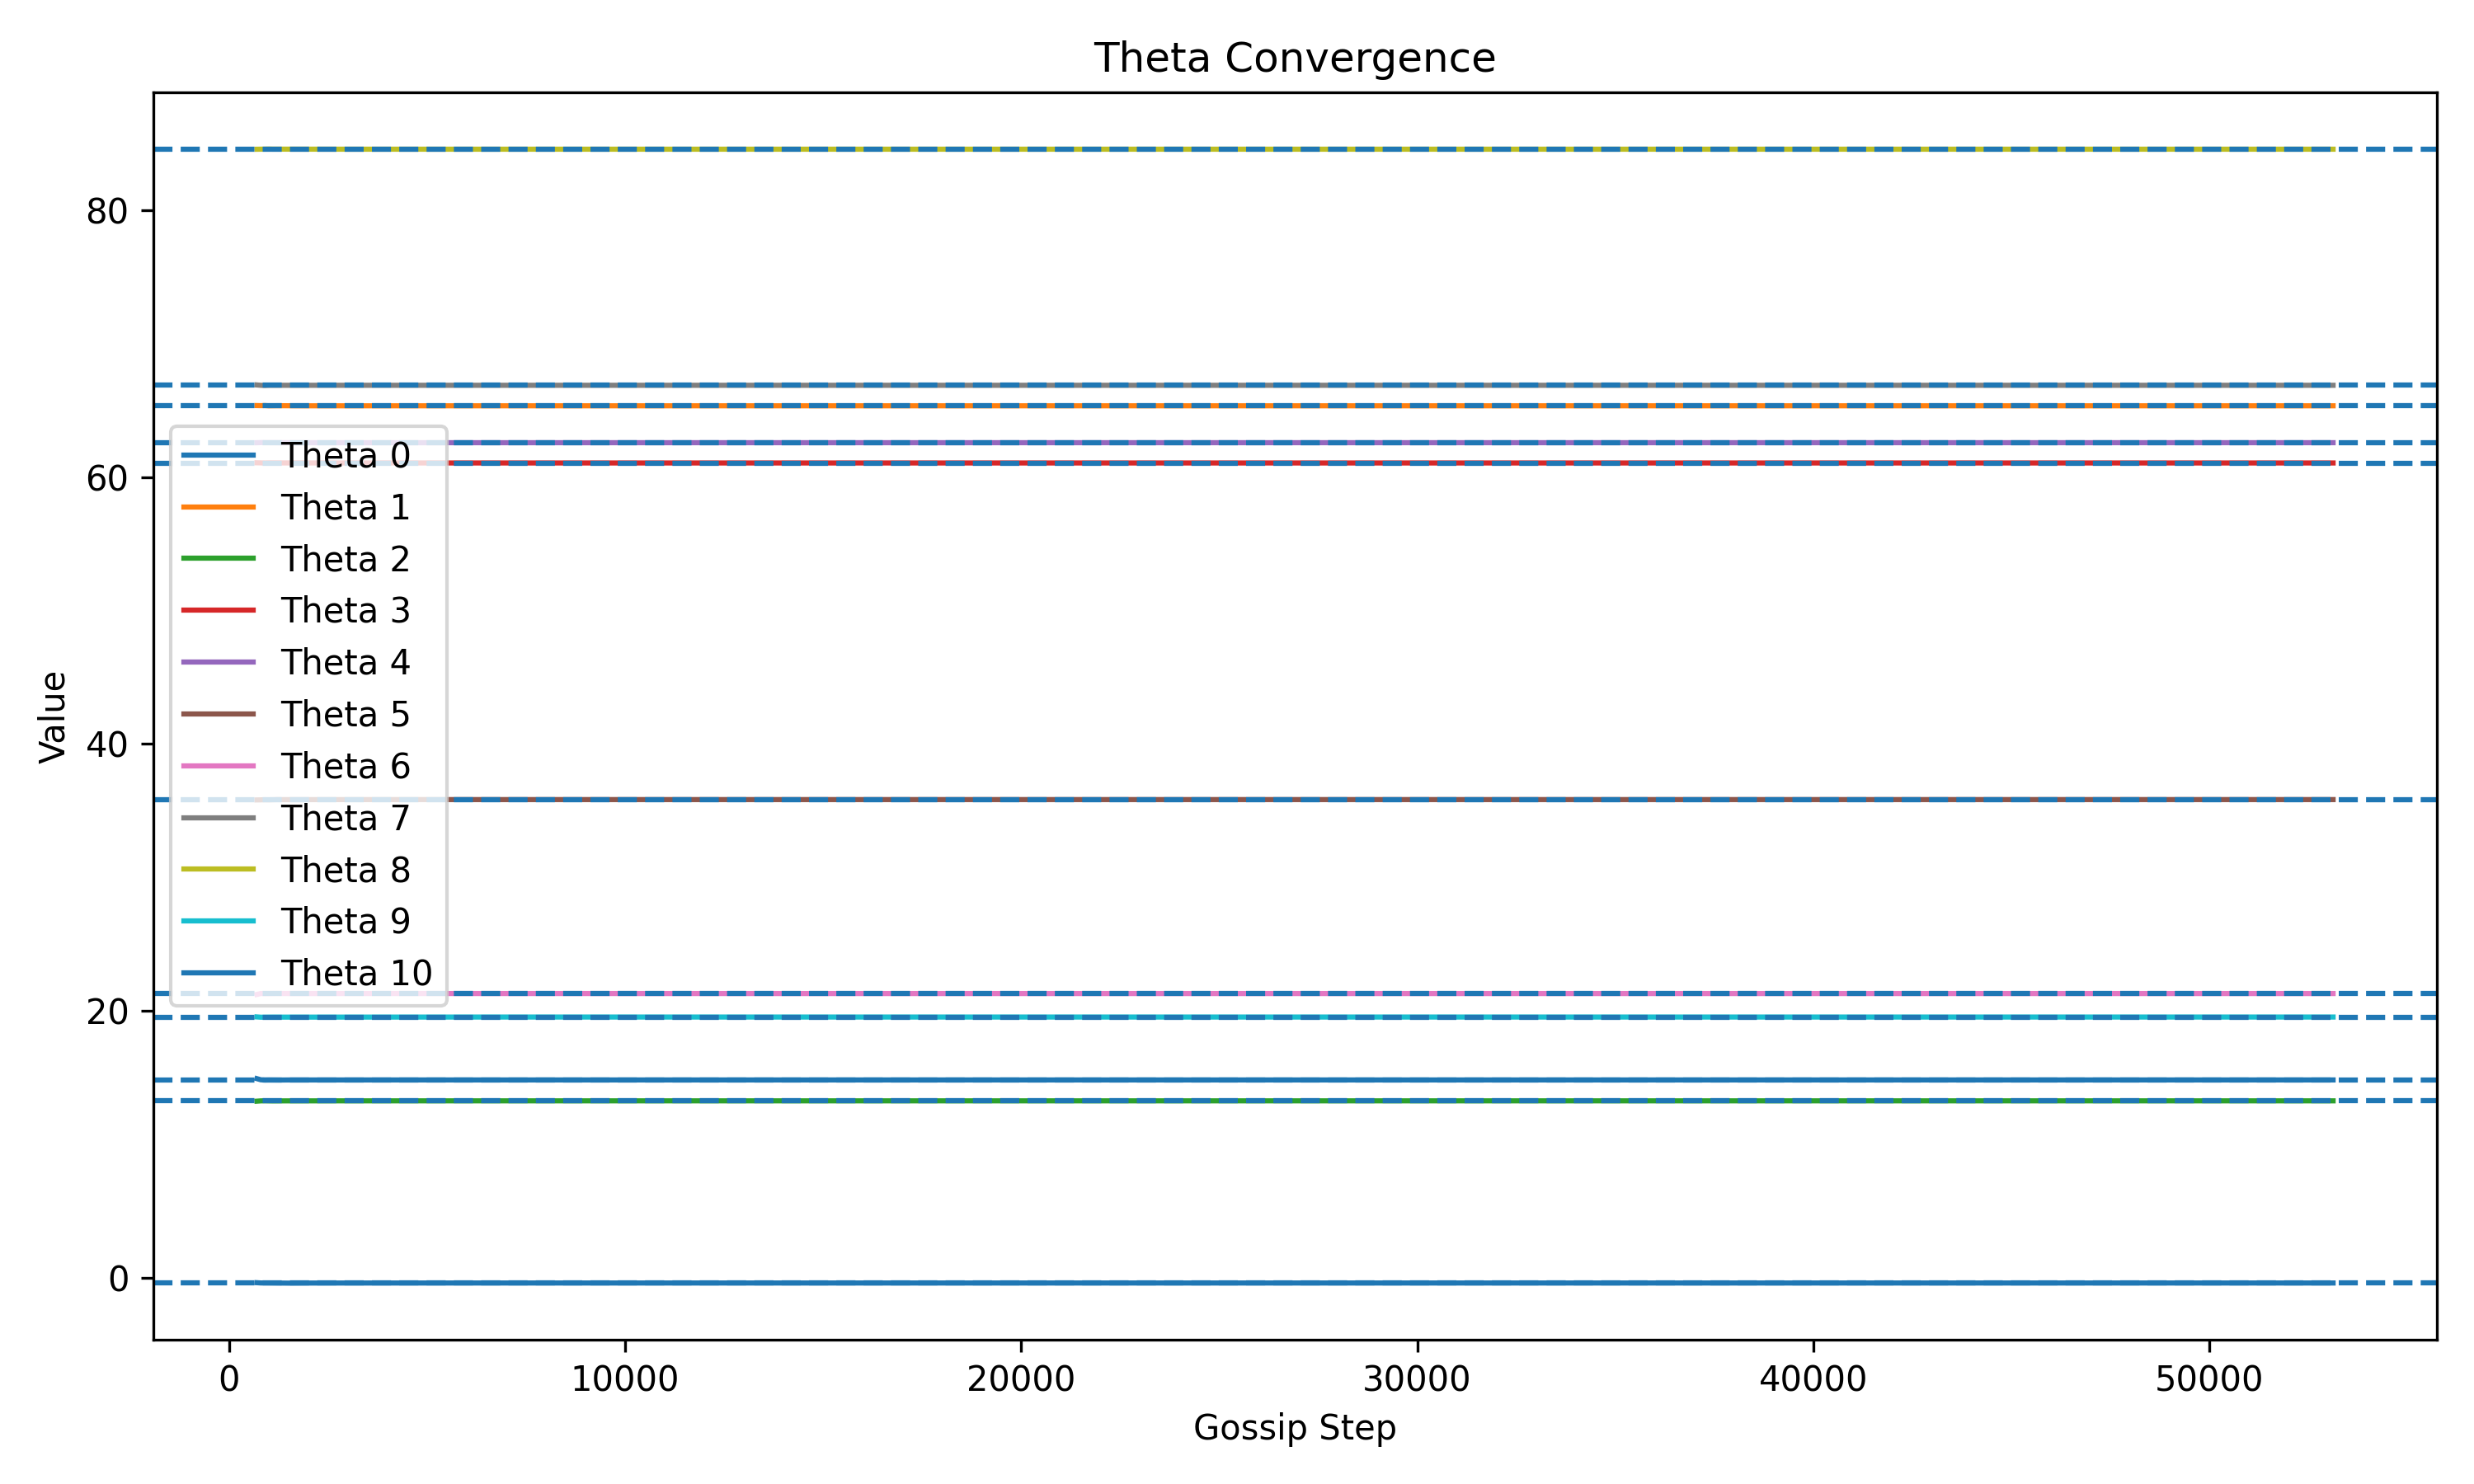 Theta Convergence
80
60
40
20
0
Value
Theta 0
Theta 1
Theta 2
Theta 3
Theta 4
Theta 5
Theta 6
Theta 7
Theta 8
Theta 9
Theta 10
0 10000 20000 30000 40000 50000
Gossip Step